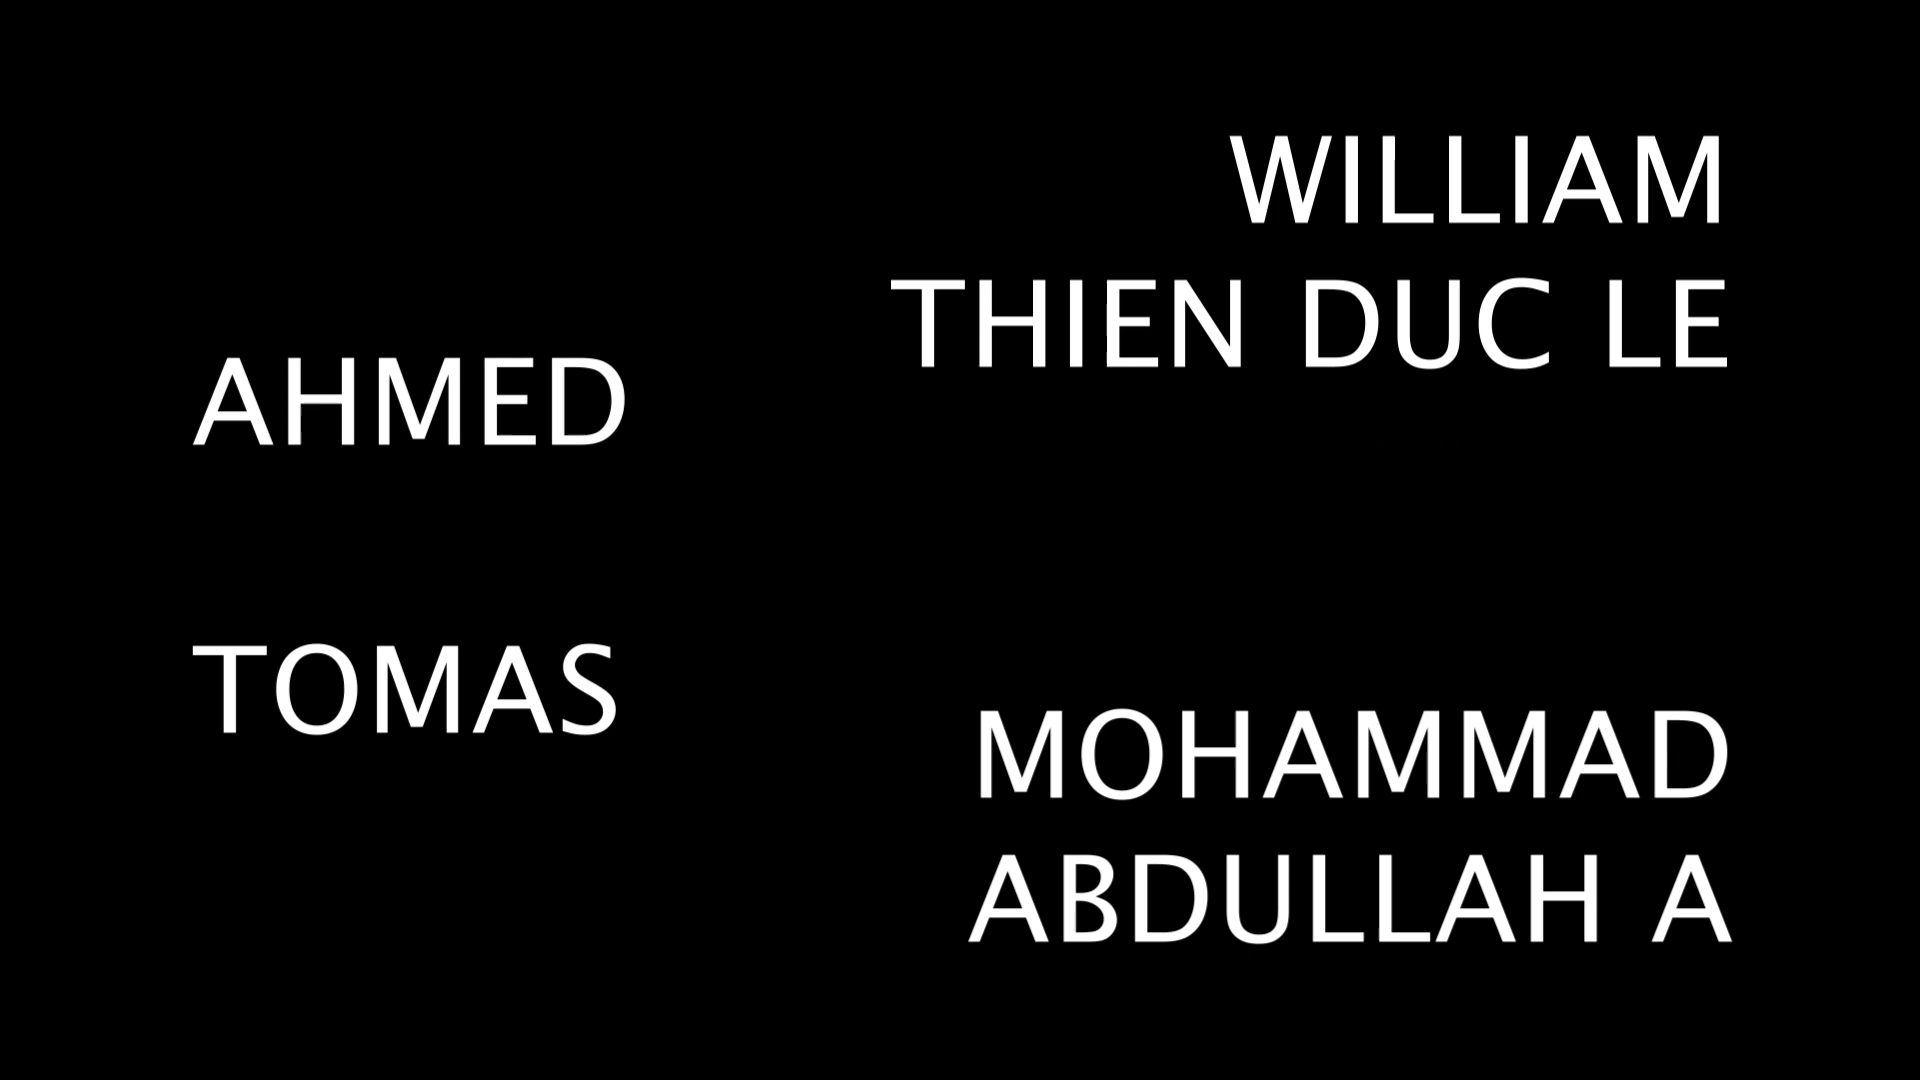 WILLIAM
THIEN DUC LE
AHMED
TOMAS
MOHAMMAD
ABDULLAH A